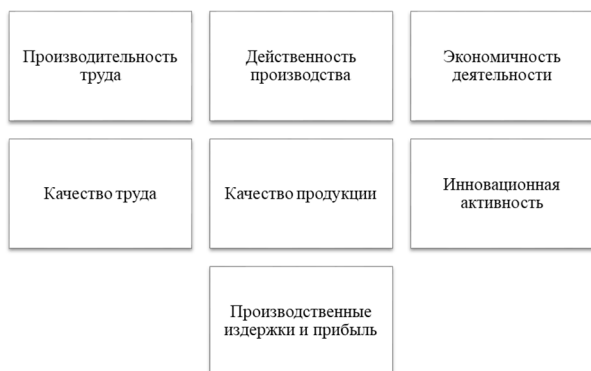 Производительность
труда
Действенность
производства
Экономичность
деятельности
Качество труда
Качество продукции
Инновационная
активность
Производственные
издержки и прибыль